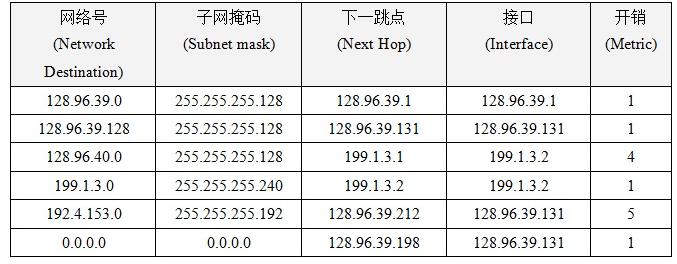 网络号 子网掩码 下一跳点 接口 开销
(Network (Subnet mask) (Next Hop) (Interface) (Metric)
Destination)
128.96.39.0 255.255.255.128 128.96.39.1 128.96.39.1 1
128.96.39.128 255.255.255.128 128.96.39.131 128.96.39.131 1
128.96.40.0 255.255.255.128 199.1.3.1 199.1.3.2 4
199.1.3.0 255.255.255.240 199.1.3.2 199.1.3.2 1
192.4.153.0 255.255.255.192 128.96.39.212 128.96.39.131 5
0.0.0.0 0.0.0.0 128.96.39.198 128.96.39.131 1